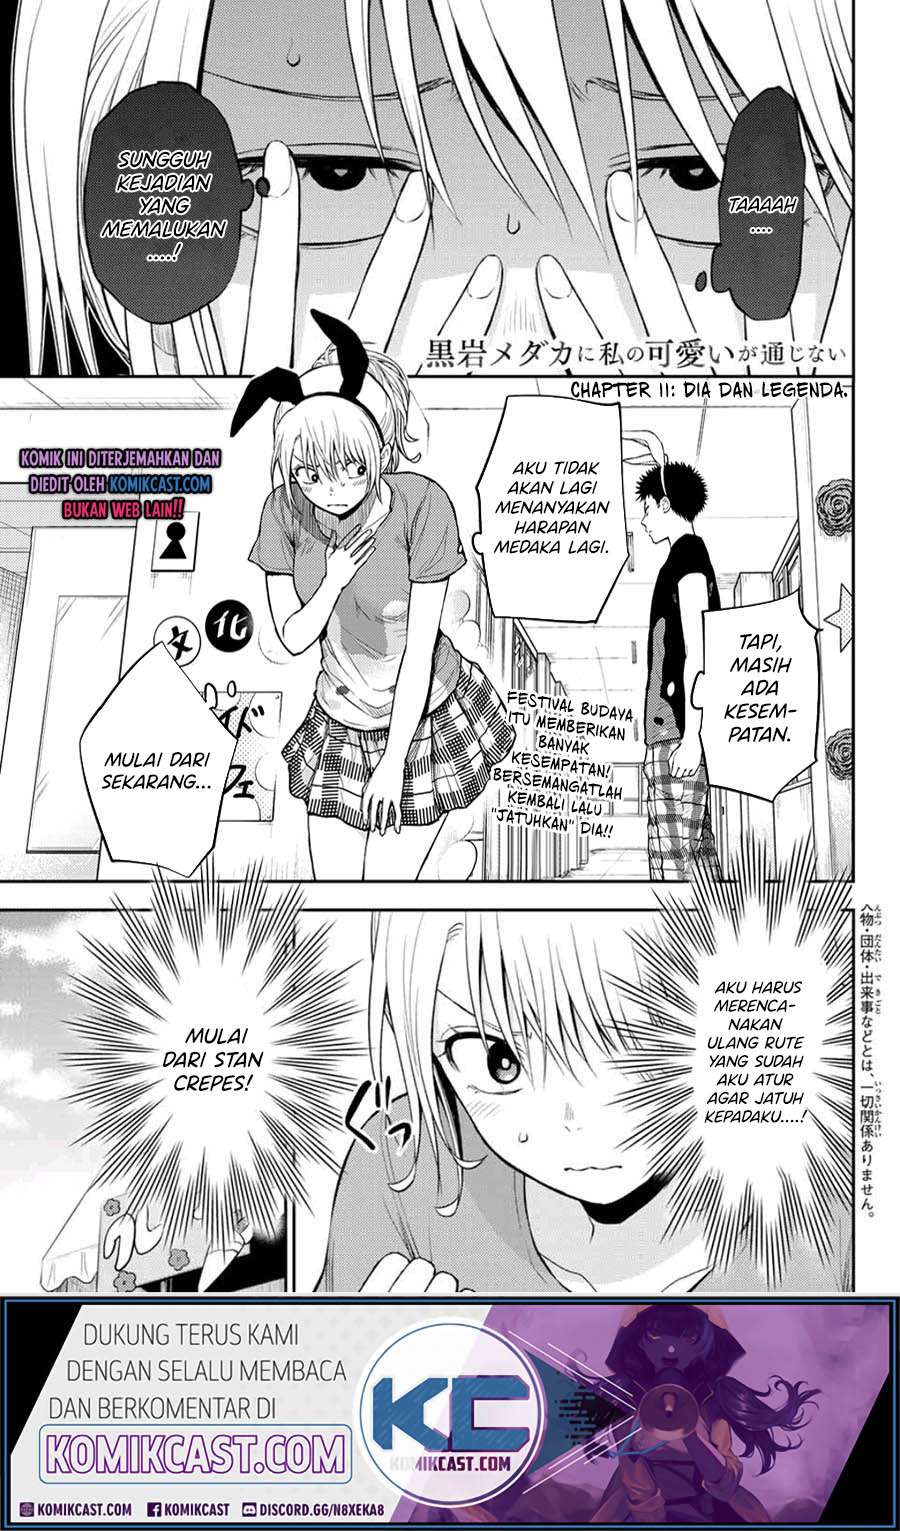 TAAAAH
....
SUNGGUH
KEJADIAN
YANG
MEMALUKAN
....!
黒岩メダカに私の可愛いが通じない
CHAPTER 11: DIA DAN LEGENDA.
KOMIK INI DITERJEMAHKAN DAN
DIEDIT OLEH KOMIKCAST.COM
BUKAN WEB LAIN!!
TAPI,
MASIH
ADA
KESEM-
PATAN.
AKU TIDAK
AKAN LAGI
MENANYAKAN
HARAPAN
MEDAKA LAGI.
FESTIVAL BUDAYA
ITU MEMBERIKAN
BANYAK
KESEMPATAN!
BERSEMANGATLAH
KEMBALI LALU
"JATUHKAN" DIA!!
化
MULAI DARI
SEKARANG...
AKU HARUS
MERENCA-
NAKAN
ULANG RUTE
YANG SUDAH
AKU ATUR
AGAR JATUH
KEPADAKU....!
ぐっ
MULAI
DARI STAN
CREPES!
物・団体・出来事などとは、一切関係ありません。
DUKUNG TERUS KAMI
DENGAN SELALU MEMBACA
DAN BERKOMENTAR DI
KOMIKCAST.COM
KC
KOMIKCAST.COM
KOMIKCAST.COM KOMIKCAST DISCORD.GG/N8XEKA8